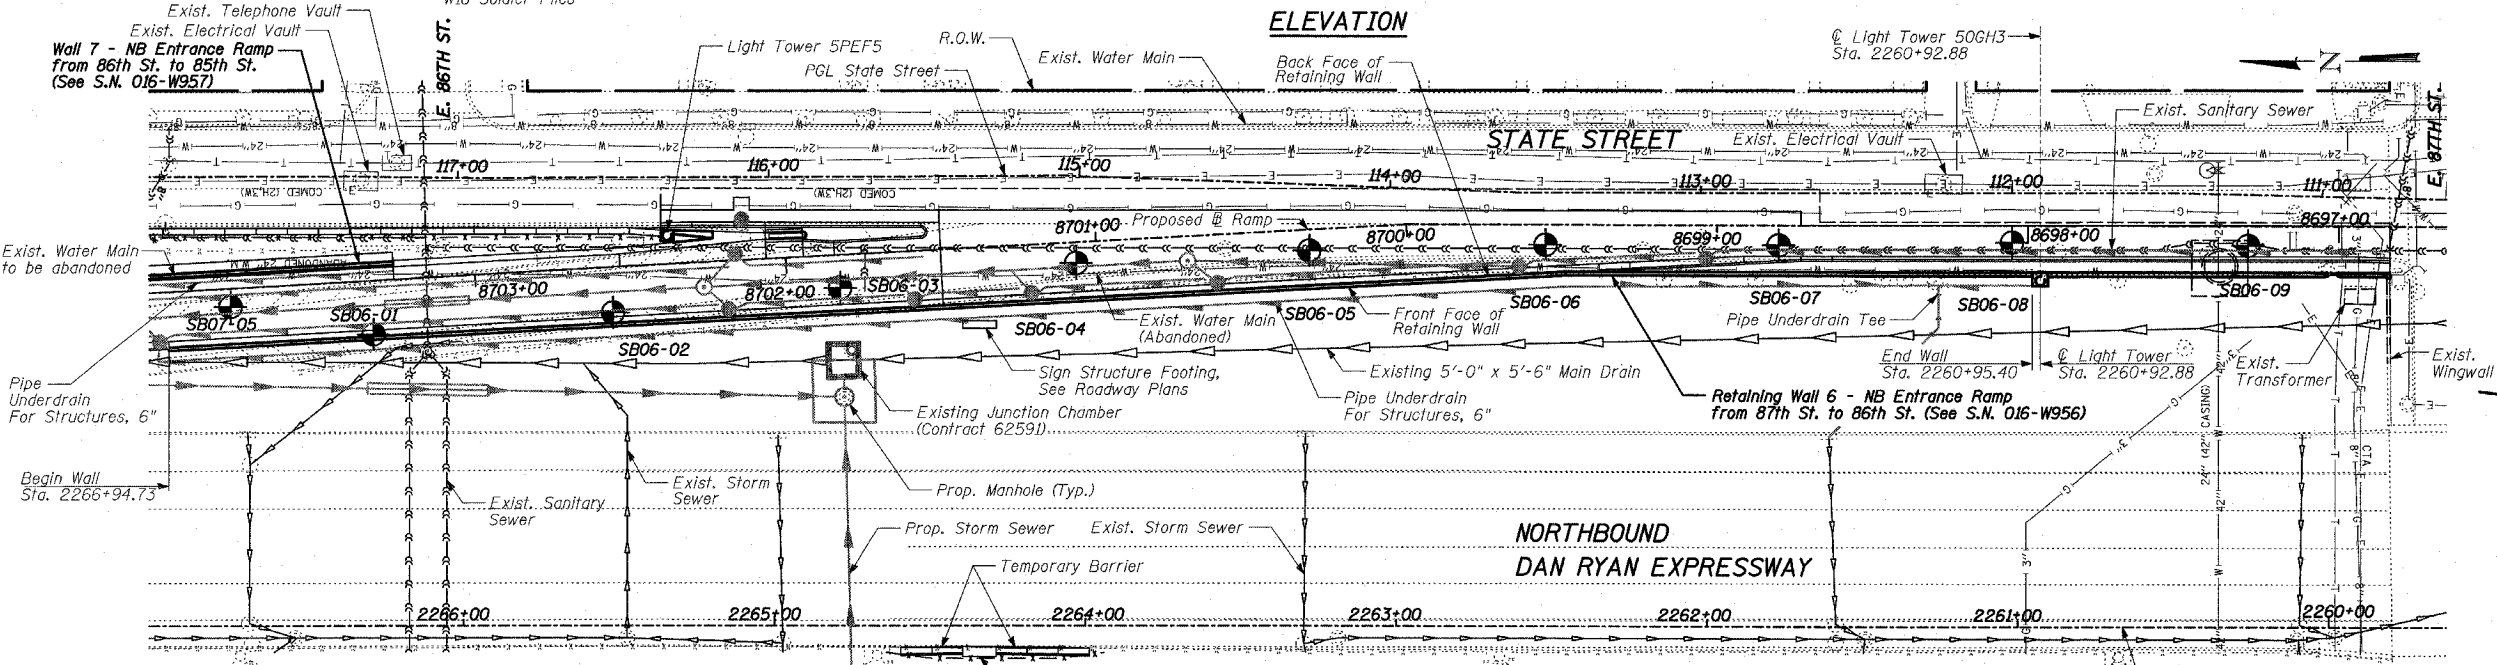 W18 Soldier Piles
ELEVATION
Exist. Telephone Vault
Exist. Electrical Vault
Wall 7 - NB Entrance Ramp
from 86th St. to 85th St.
(See S.N. 016-W957)
E. 86TH ST.
Light Tower 5PEF5
PGL State Street
R.O.W.
Exist. Water Main
Back Face of
Retaining Wall
℄ Light Tower 50GH3
Sta. 2260+92.88
N
E. 87TH ST.
Exist. Sanitary Sewer
STATE STREET
Exist. Electrical Vault
117+00
116+00
115+00
114+00
113+00
112+00
111+00
COMED (2H,3W)
COMED (2H,3W)
Proposed ℄ Ramp
8701+00
8700+00
8699+00
8698+00
8697+00
Exist. Water Main
to be abandoned
ABANDONED 24" W.M.
8703+00
8702+00
SB07-05
SB06-01
SB06-02
SB06-03
SB06-04
SB06-05
SB06-06
SB06-07
SB06-08
SB06-09
Exist. Water Main
(Abandoned)
Front Face of
Retaining Wall
Pipe Underdrain Tee
Pipe
Underdrain
For Structures, 6"
Sign Structure Footing,
See Roadway Plans
Existing 5'-0" x 5'-6" Main Drain
End Wall
Sta. 2260+95.40
℄ Light Tower
Sta. 2260+92.88
Exist.
Transformer
Exist.
Wingwall
Existing Junction Chamber
(Contract 62591)
Pipe Underdrain
For Structures, 6"
Retaining Wall 6 - NB Entrance Ramp
from 87th St. to 86th St. (See S.N. 016-W956)
Begin Wall
Sta. 2266+94.73
Exist. Sanitary
Sewer
Exist. Storm
Sewer
Prop. Manhole (Typ.)
24" (42" CASING)
CTA
Prop. Storm Sewer
Exist. Storm Sewer
NORTHBOUND
DAN RYAN EXPRESSWAY
Temporary Barrier
2266+00
2265+00
2264+00
2263+00
2262+00
2261+00
2260+00